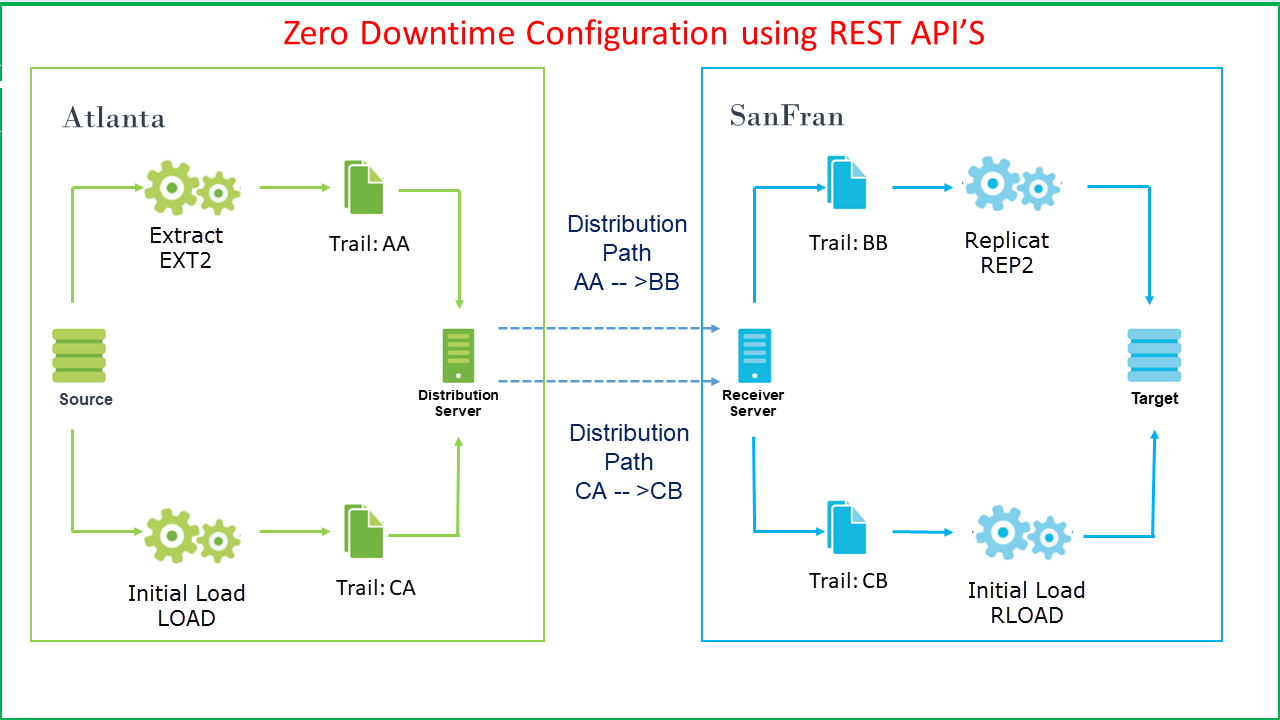 Zero Downtime Configuration using REST API’S
Atlanta
Extract
EXT2
Trail: AA
Source
Distribution
Server
Initial Load
LOAD
Trail: CA
Distribution
Path
AA -- >BB
Distribution
Path
CA -- >CB
SanFran
Trail: BB
Replicat
REP2
Receiver
Server
Target
Trail: CB
Initial Load
RLOAD